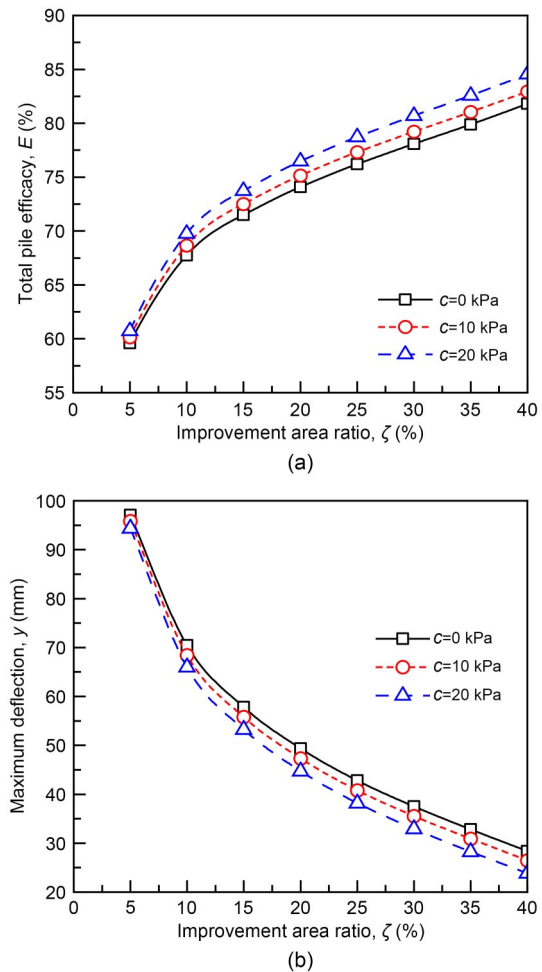 90
85
80
75
70
65
60
55
Total pile efficacy, E (%)
c=0 kPa
c=10 kPa
c=20 kPa
0 5 10 15 20 25 30 35 40
Improvement area ratio, ζ (%)
(a)
100
90
80
70
60
50
40
30
20
Maximum deflection, y (mm)
c=0 kPa
c=10 kPa
c=20 kPa
0 5 10 15 20 25 30 35 40
Improvement area ratio, ζ (%)
(b)